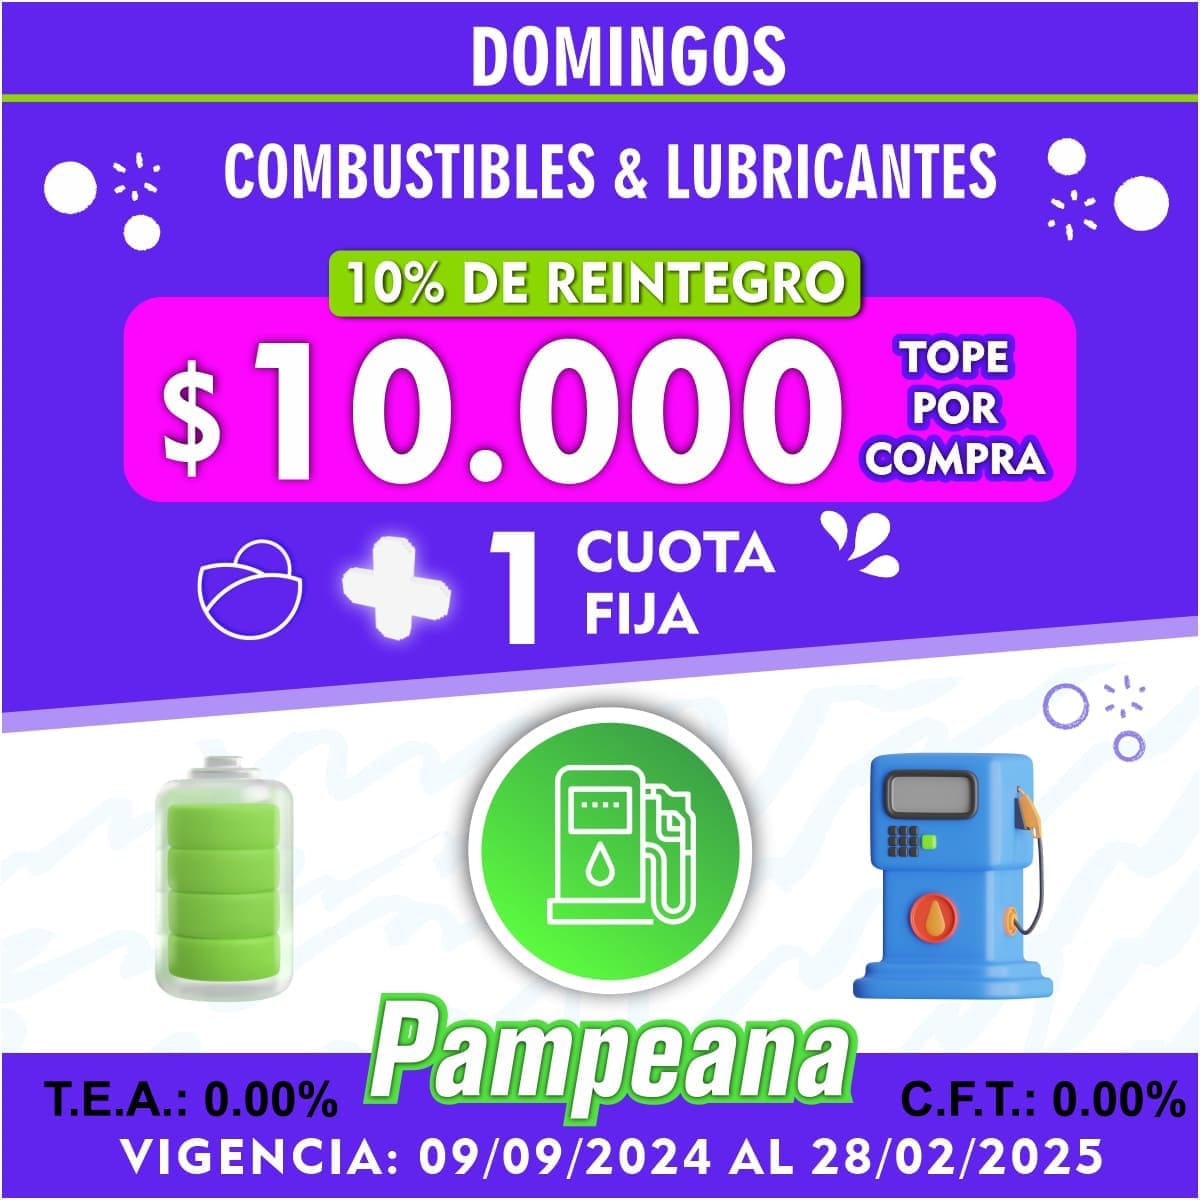 DOMINGOS
COMBUSTIBLES & LUBRICANTES
10% DE REINTEGRO
$10.000
TOPE
POR
COMPRA
1
CUOTA
FIJA
Pampeana
T.E.A.: 0.00%
C.F.T.: 0.00%
VIGENCIA: 09/09/2024 AL 28/02/2025